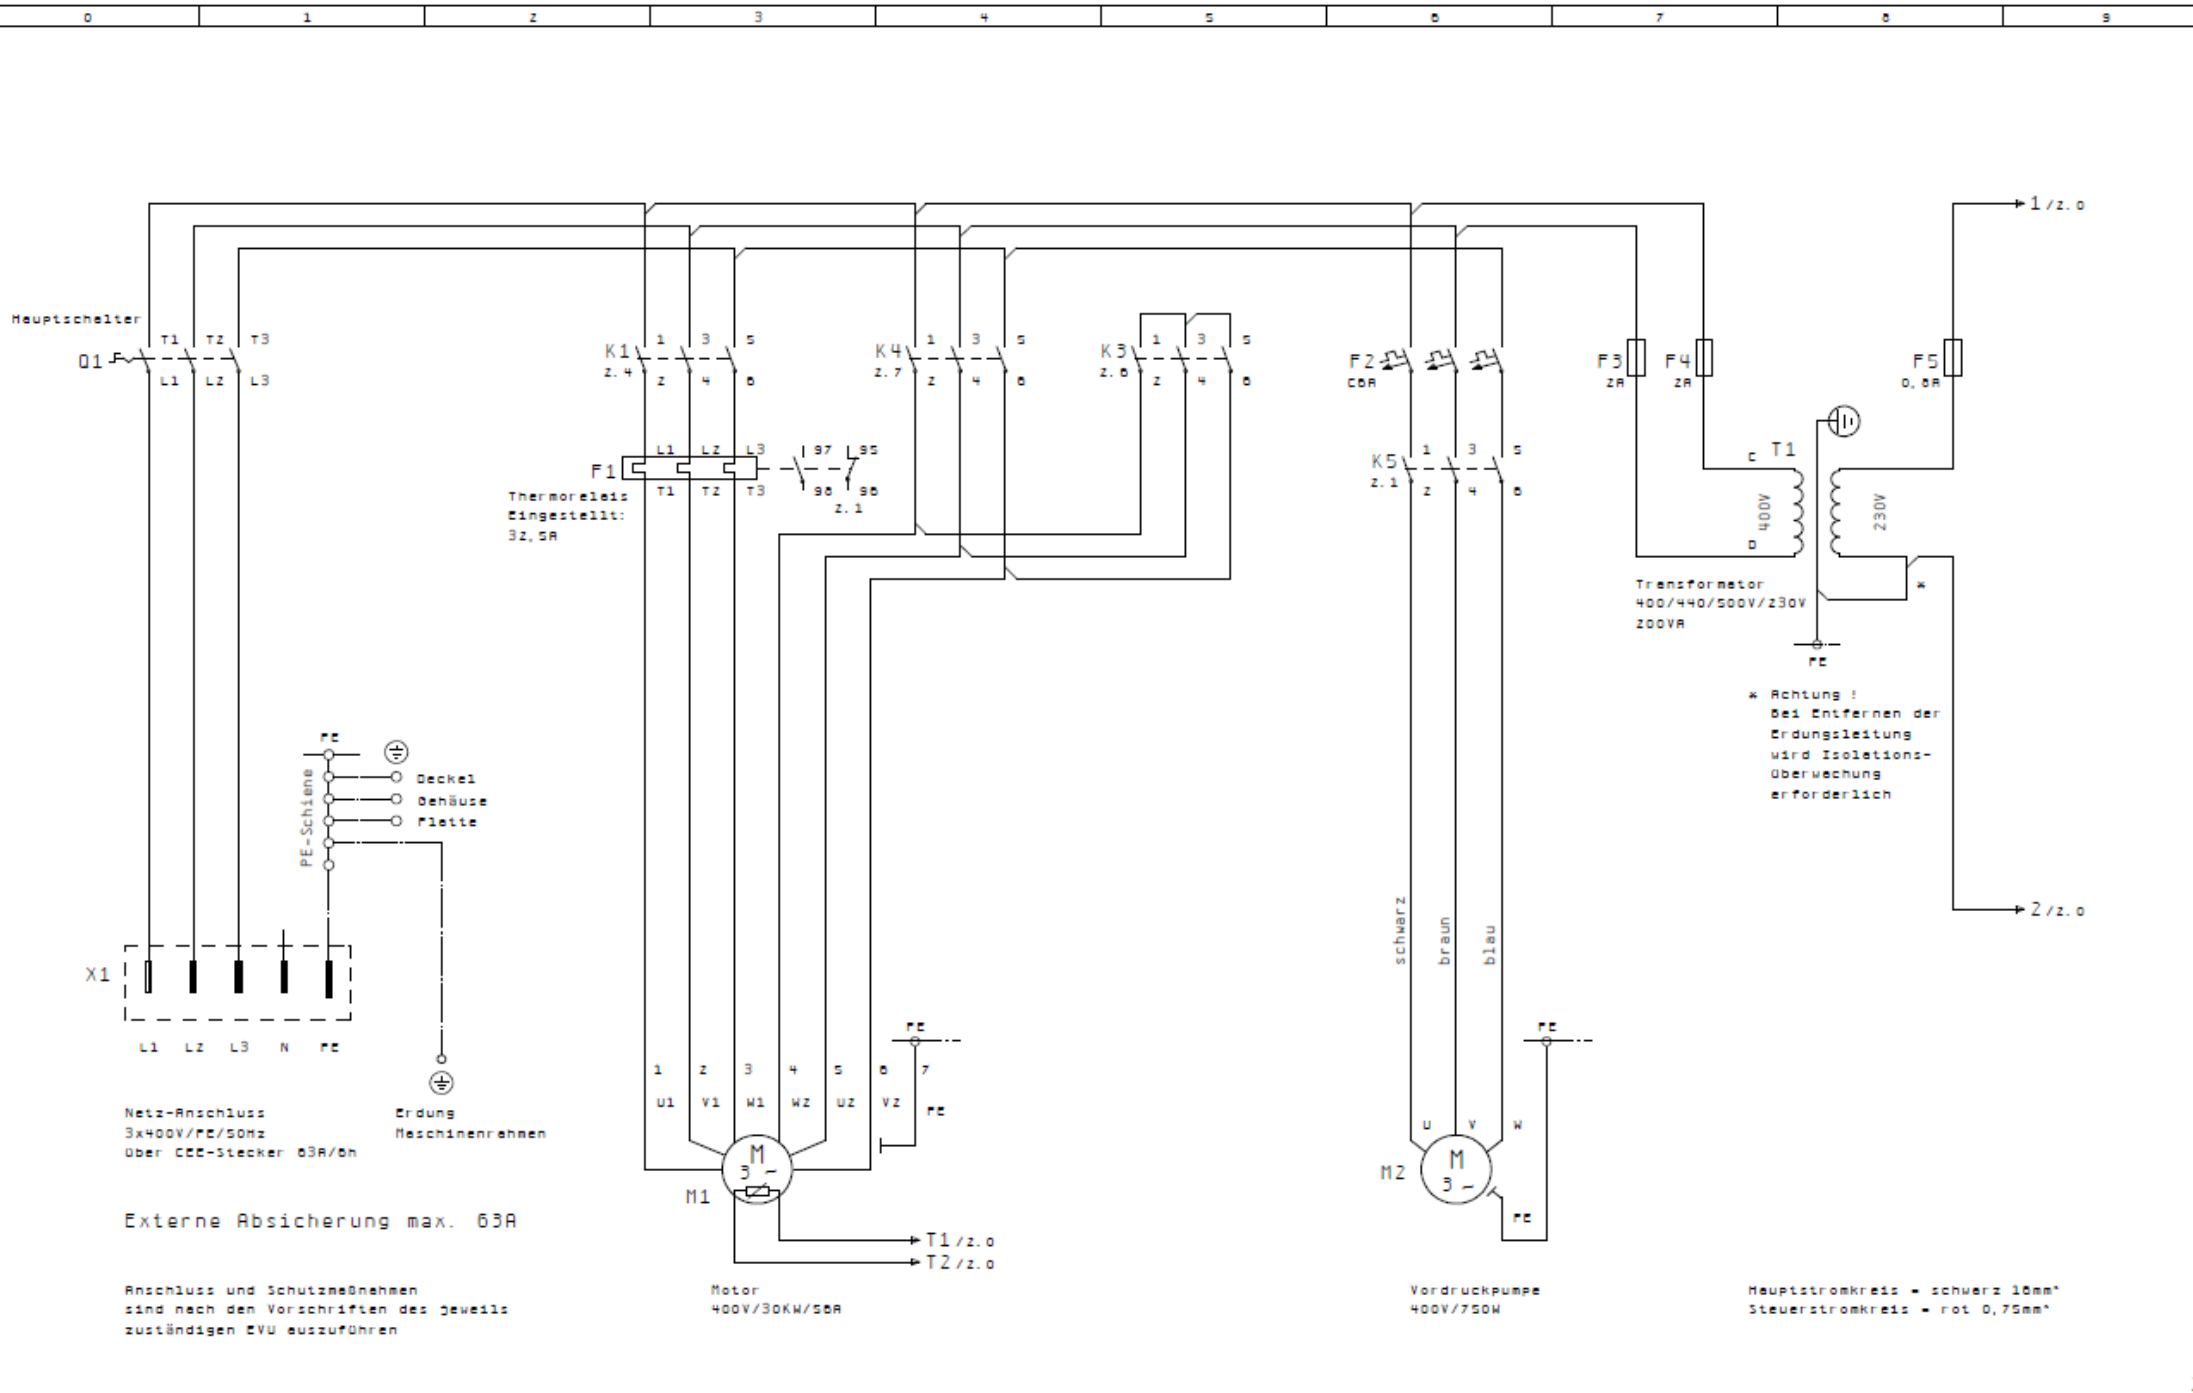 0 1 2 3 4 5 6 7 8 9
1/2.0
Hauptschalter
Q1
T1 T2 T3
L1 L2 L3
K1
2.4
1 3 5
2 4 6
K4
2.7
1 3 5
2 4 6
K3
2.6
1 3 5
2 4 6
F2
C6A
F3
2A
F4
2A
F5
0,8A
F1
L1 L2 L3
T1 T2 T3
97 95
98 96
2.1
Thermorelais
Eingestellt:
32,5A
K5
2.1
1 3 5
2 4 6
C T1
400V
230V
D
*
Transformator
400/440/500V/230V
200VA
PE
* Achtung !
Bei Entfernen der
Erdungsleitung
wird Isolations-
überwachung
erforderlich
PE
PE-Schiene
Deckel
Gehäuse
Platte
2/2.0
schwarz
braun
blau
X1
L1 L2 L3 N PE
PE
PE
1 2 3 4 5 6 7
U1 V1 W1 W2 U2 V2 PE
Netz-Anschluss
3x400V/PE/50Hz
über CEE-Stecker 63A/6h
Erdung
Maschinenrahmen
U V W
M
3 ~
M1
M2
M
3 ~
PE
Externe Absicherung max. 63A
T1/2.0
T2/2.0
Anschluss und Schutzmaßnahmen
sind nach den Vorschriften des jeweils
zuständigen EVU auszuführen
Motor
400V/30KW/56A
Vordruckpumpe
400V/750W
Hauptstromkreis = schwarz 16mm²
Steuerstromkreis = rot 0,75mm²